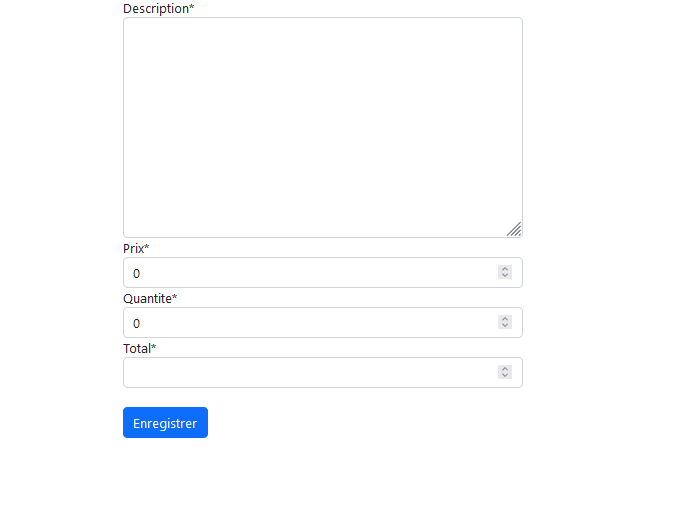 Description*
Prix*
0
Quantite*
0
Total*
Enregistrer